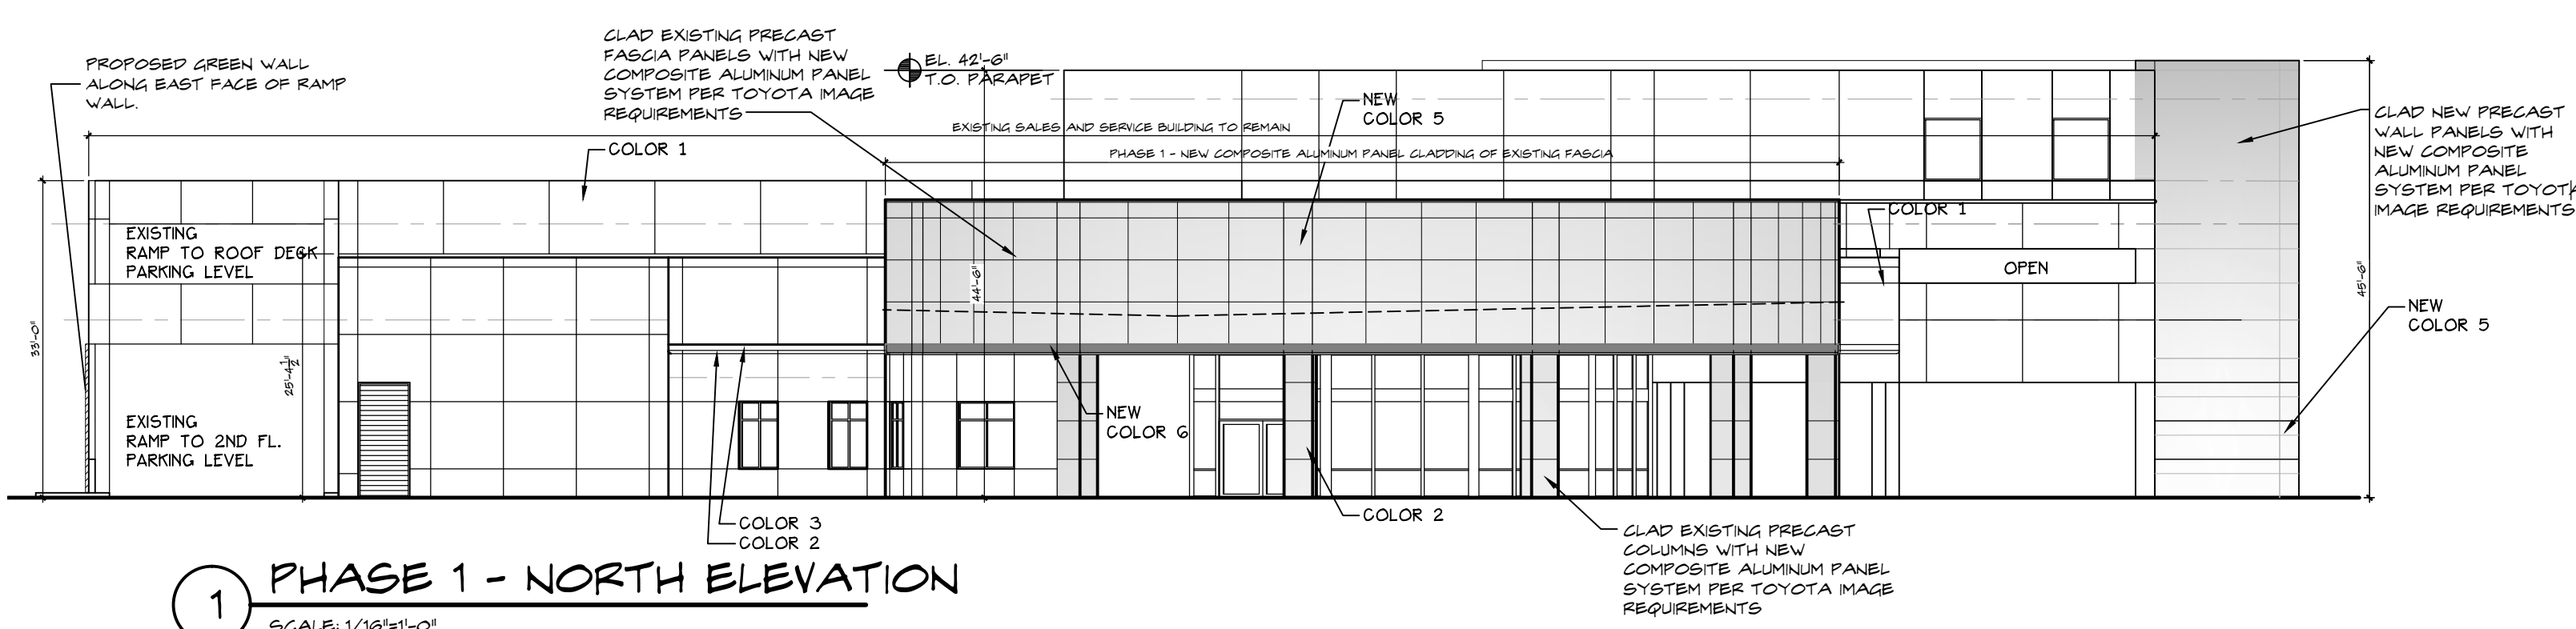 PROPOSED GREEN WALL
ALONG EAST FACE OF RAMP
WALL.
CLAD EXISTING PRECAST
FASCIA PANELS WITH NEW
COMPOSITE ALUMINUM PANEL
SYSTEM PER TOYOTA IMAGE
REQUIREMENTS
EL. 42'-6"
T.O. PARAPET
EXISTING SALES AND SERVICE BUILDING TO REMAIN
PHASE 1 - NEW COMPOSITE ALUMINUM PANEL CLADDING OF EXISTING FASCIA
NEW
COLOR 5
COLOR 1
CLAD NEW PRECAST
WALL PANELS WITH
NEW COMPOSITE
ALUMINUM PANEL
SYSTEM PER TOYOTA
IMAGE REQUIREMENTS
COLOR 1
EXISTING
RAMP TO ROOF DECK
PARKING LEVEL
OPEN
44'-6"
45'-6"
33'-0"
25'-4 1/2"
NEW
COLOR 5
EXISTING
RAMP TO 2ND FL.
PARKING LEVEL
NEW
COLOR 6
COLOR 3
COLOR 2
COLOR 2
CLAD EXISTING PRECAST
COLUMNS WITH NEW
COMPOSITE ALUMINUM PANEL
SYSTEM PER TOYOTA IMAGE
REQUIREMENTS
1
PHASE 1 - NORTH ELEVATION
SCALE: 1/16"=1'-0"